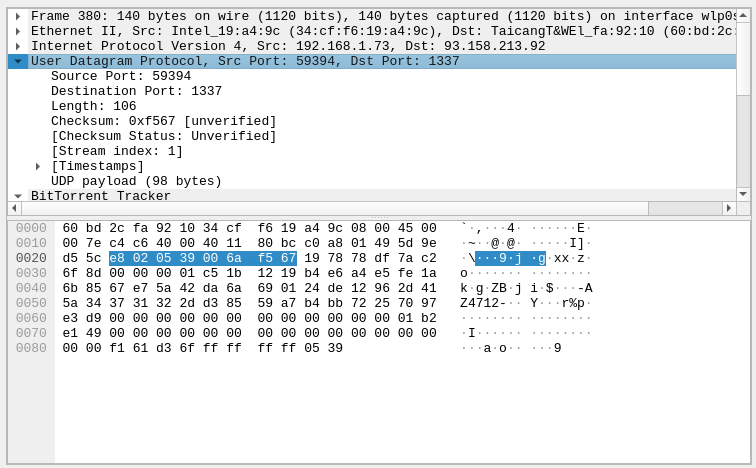 Frame 380: 140 bytes on wire (1120 bits), 140 bytes captured (1120 bits) on interface wlp0s
Ethernet II, Src: Intel_19:a4:9c (34:cf:f6:19:a4:9c), Dst: TaicangT&WEl_fa:92:10 (60:bd:2c:
Internet Protocol Version 4, Src: 192.168.1.73, Dst: 93.158.213.92
User Datagram Protocol, Src Port: 59394, Dst Port: 1337
Source Port: 59394
Destination Port: 1337
Length: 106
Checksum: 0xf567 [unverified]
[Checksum Status: Unverified]
[Stream index: 1]
[Timestamps]
UDP payload (98 bytes)
BitTorrent Tracker
0000 60 bd 2c fa 92 10 34 cf f6 19 a4 9c 08 00 45 00 `·,···4· ······E·
0010 00 7e c4 c6 40 00 40 11 80 bc c0 a8 01 49 5d 9e ·~··@·@· ·····I]·
0020 d5 5c e8 02 05 39 00 6a f5 67 19 78 78 df 7a c2 ·\···9·j ·g·xx·z·
0030 6f 8d 00 00 00 01 c5 1b 12 19 b4 e6 a4 e5 fe 1a o······· ········
0040 6b 85 67 e7 5a 42 da 6a 69 01 24 de 12 96 2d 41 k·g·ZB·j i·$···-A
0050 5a 34 37 31 32 2d d3 85 59 a7 b4 bb 72 25 70 97 Z4712-·· Y···r%p·
0060 e3 d9 00 00 00 00 00 00 00 00 00 00 00 00 01 b2 ········ ········
0070 e1 49 00 00 00 00 00 00 00 00 00 00 00 00 00 00 ·I······ ········
0080 00 00 f1 61 d3 6f ff ff ff ff 05 39 ···a·o·· ···9